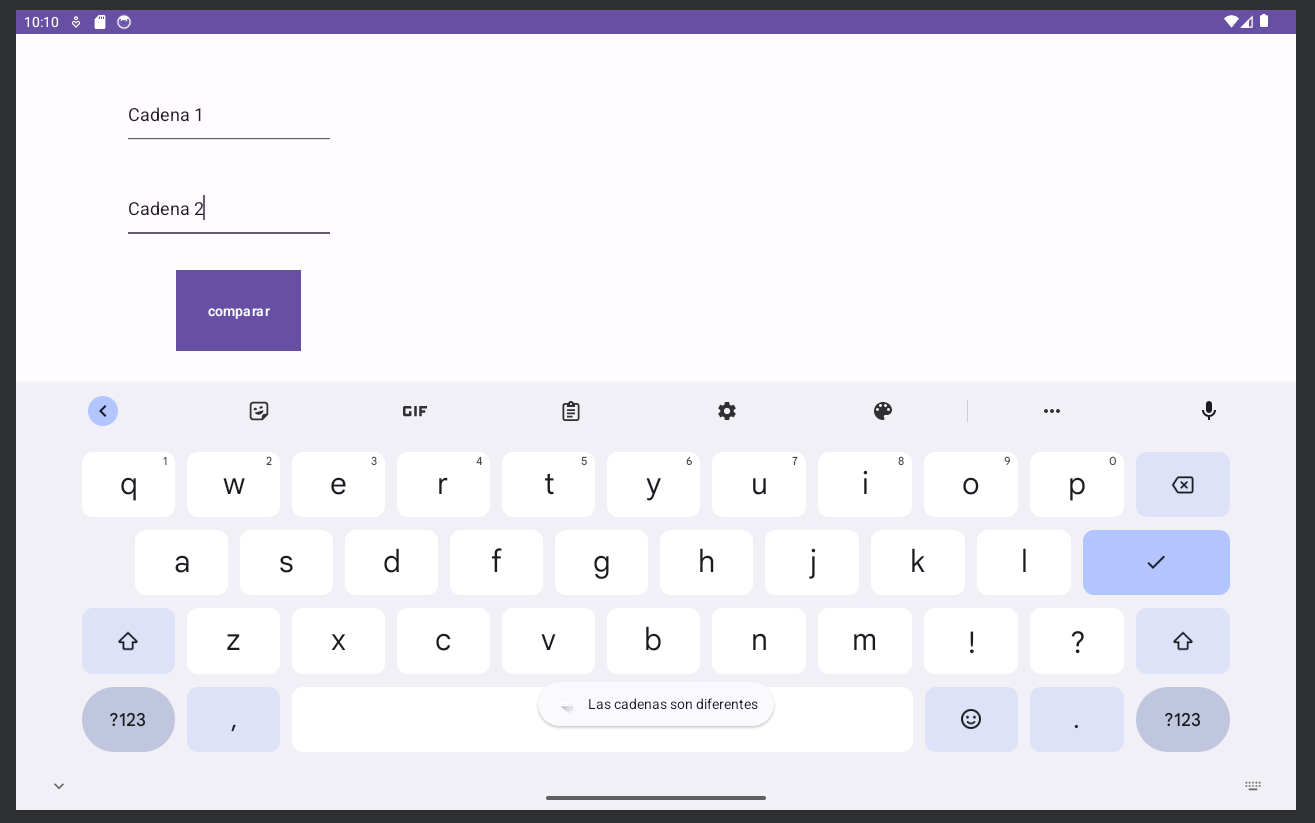 10:10
Cadena 1
Cadena 2
comparar
GIF
q 1 w 2 e 3 r 4 t 5 y 6 u 7 i 8 o 9 p 0
a s d f g h j k l
z x c v b n m ! ?
?123 , . ?123
Las cadenas son diferentes